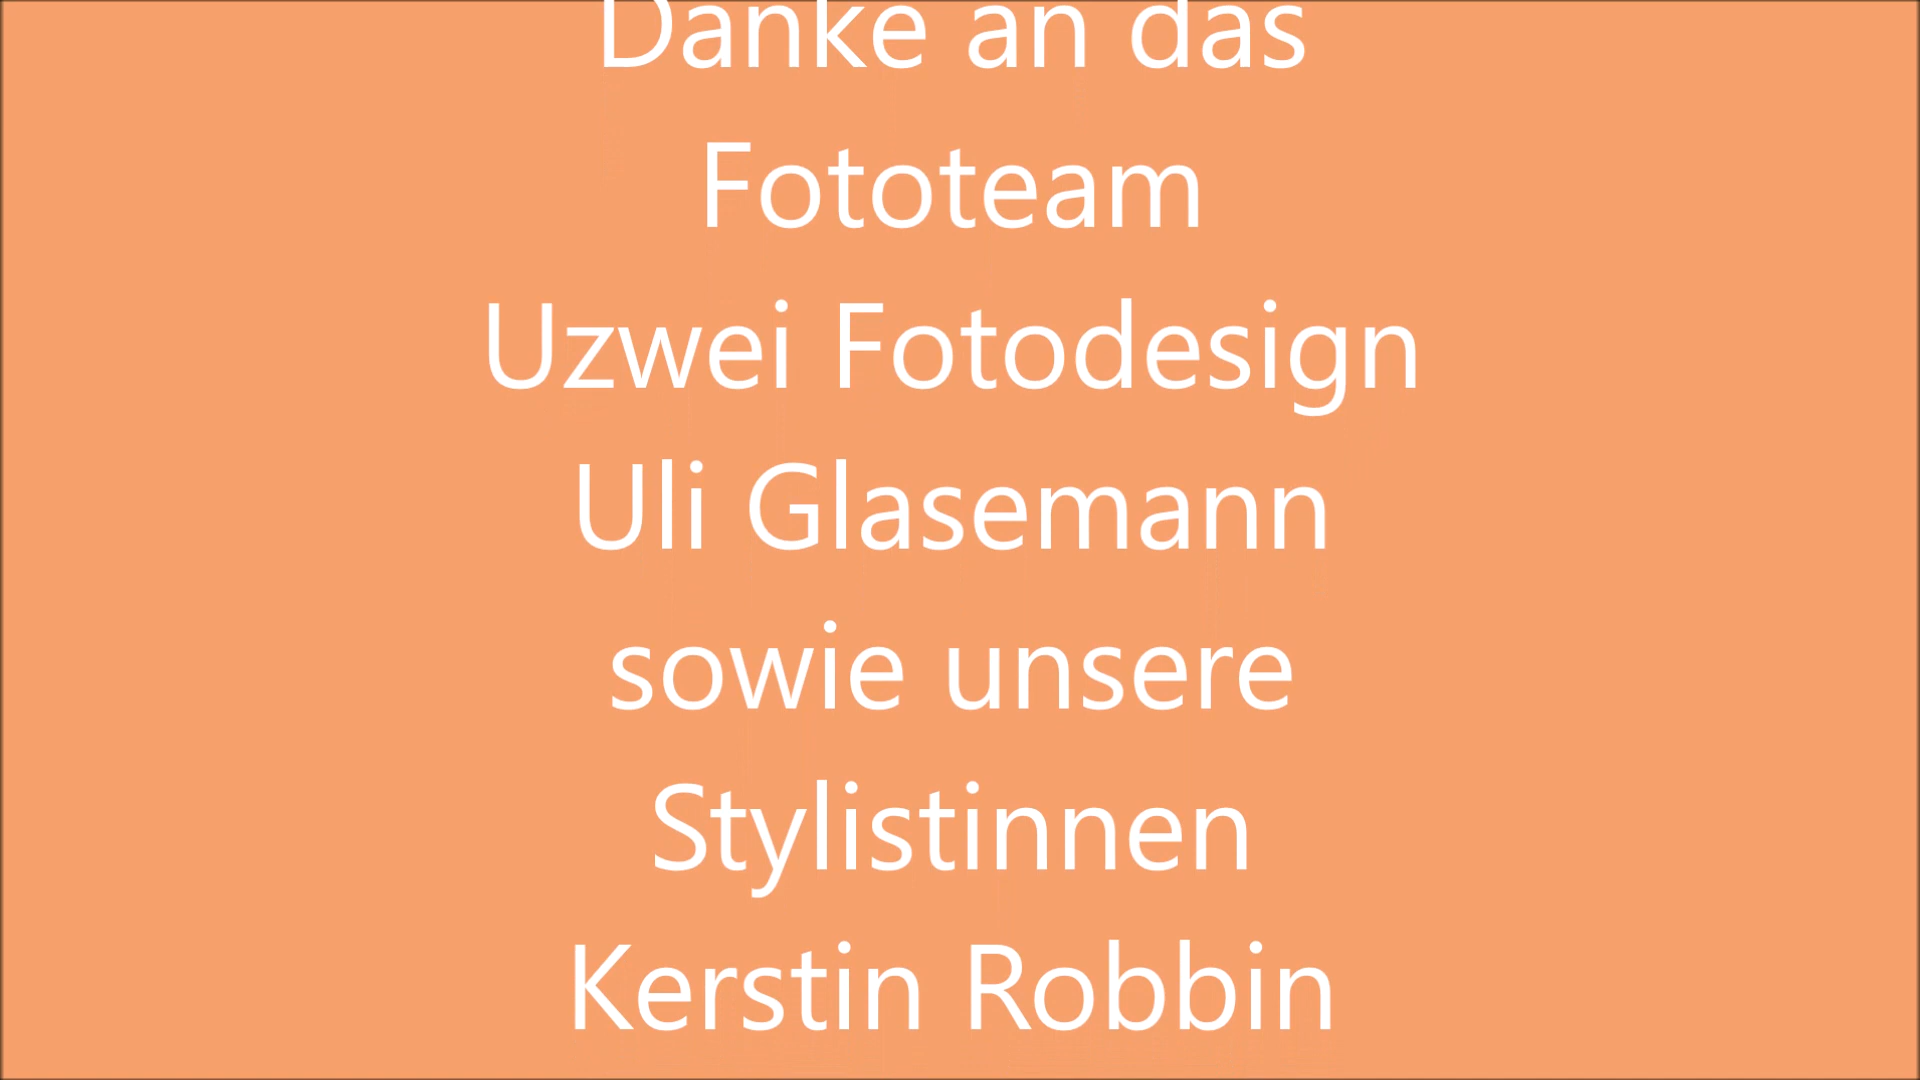 Danke an das
Fototeam
Uzwei Fotodesign
Uli Glasemann
sowie unsere
Stylistinnen
Kerstin Robbin